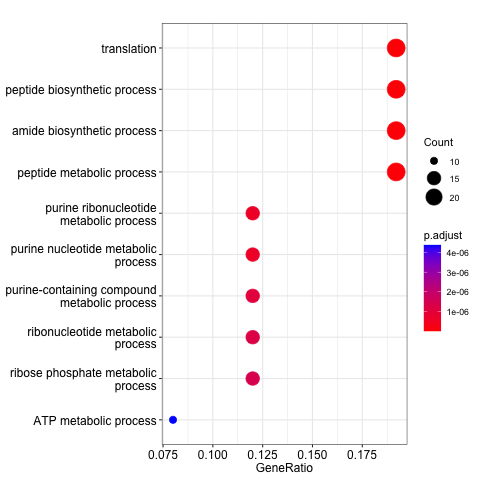 translation
peptide biosynthetic process
amide biosynthetic process
peptide metabolic process
purine ribonucleotide
metabolic process
purine nucleotide metabolic
process
purine-containing compound
metabolic process
ribonucleotide metabolic
process
ribose phosphate metabolic
process
ATP metabolic process
0.075 0.100 0.125 0.150 0.175
GeneRatio
Count
10
15
20
p.adjust
4e-06
3e-06
2e-06
1e-06